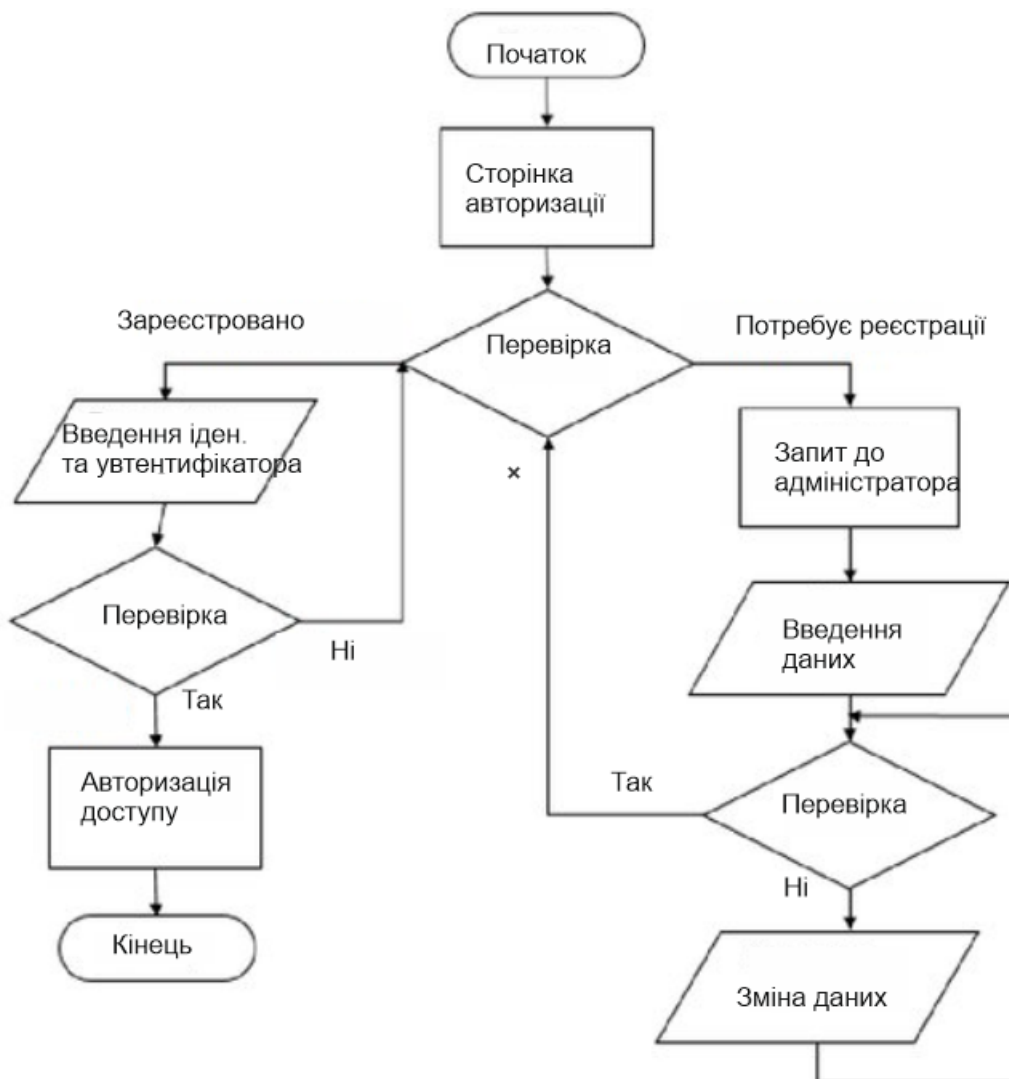 Початок
Сторінка
авторизації
Зареєстровано
Перевірка
Потребує реєстрації
Введення іден.
та увтентифікатора
Запит до
адміністратора
×
Перевірка
Ні
Так
Введення
даних
Авторизація
доступу
Так
Перевірка
Ні
Кінець
Зміна даних